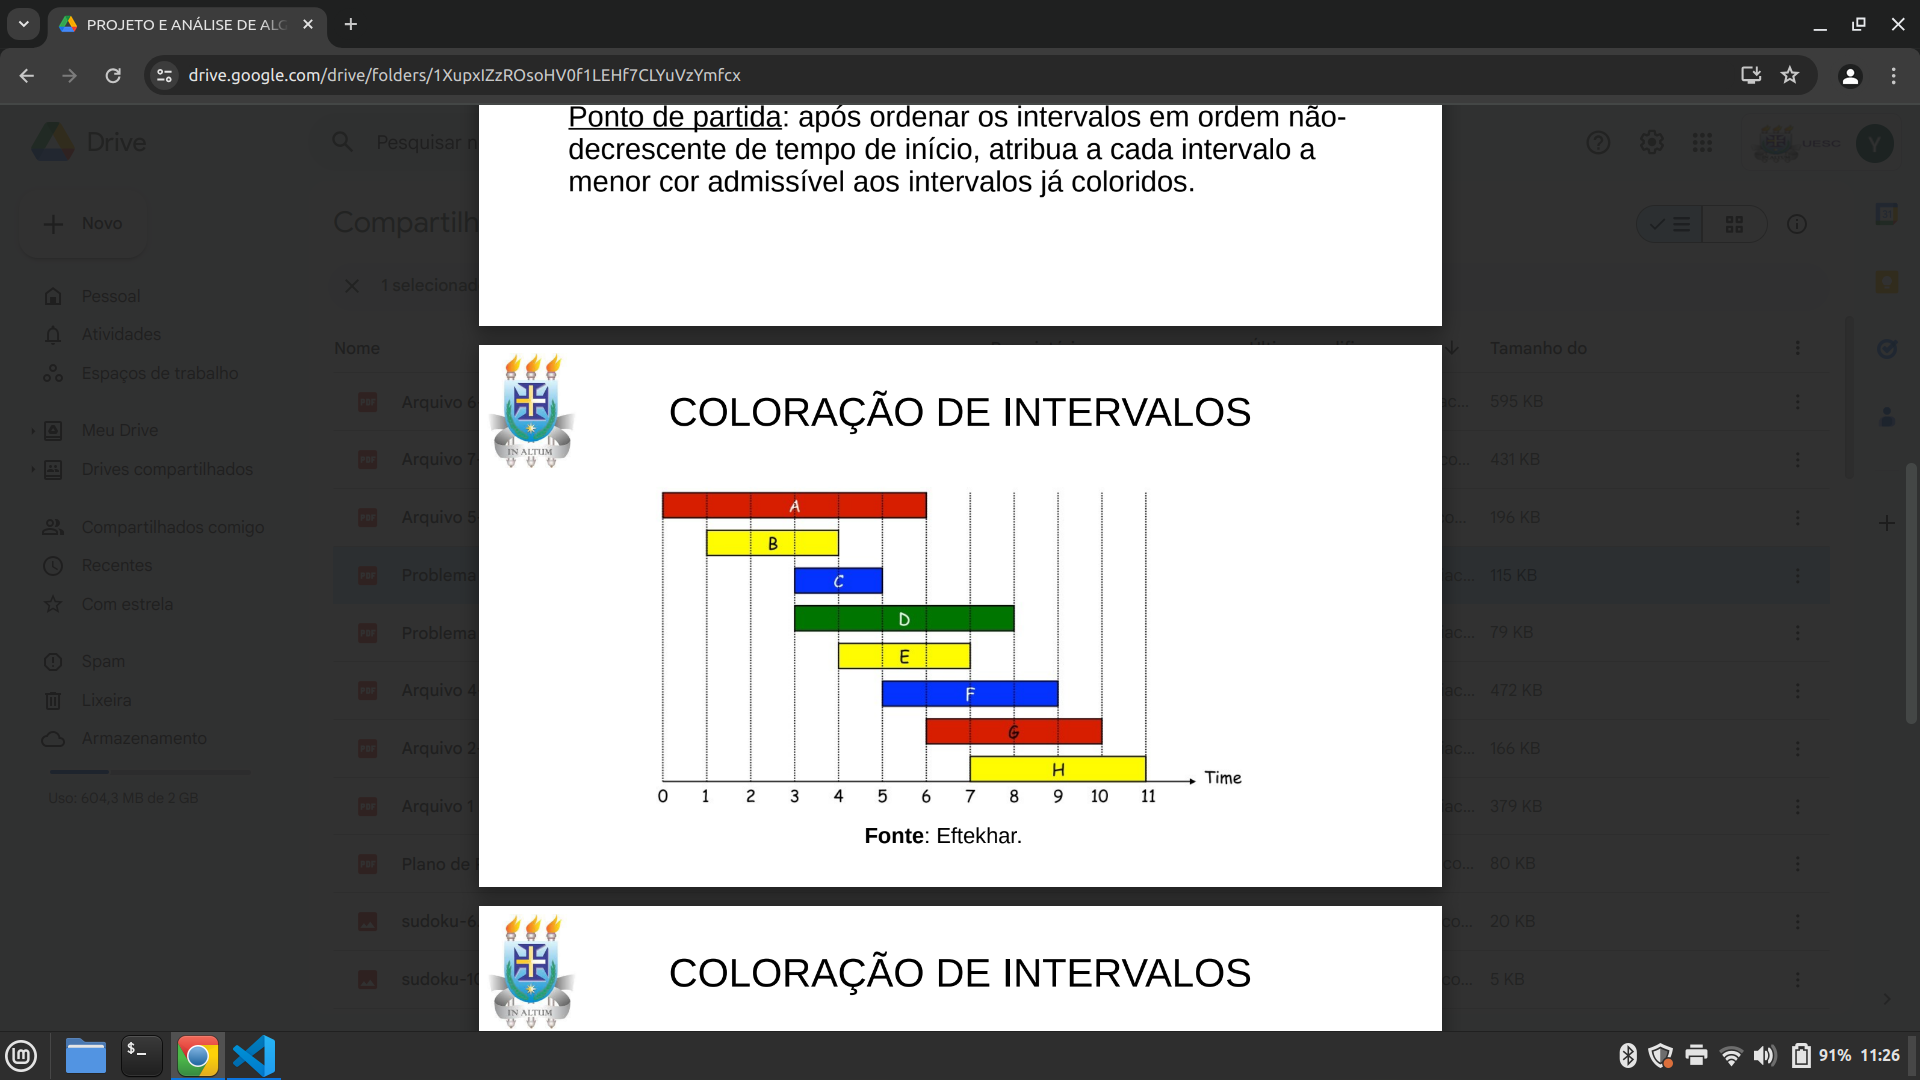 PROJETO E ANÁLISE DE ALG
drive.google.com/drive/folders/1XupxIZzROsoHV0f1LEHf7CLYuVzYmfcx
Drive
Pesquisar n
UESC
Y
Novo
Compartilh
1 selecionad
Pessoal
Atividades
Espaços de trabalho
Meu Drive
Drives compartilhados
Compartilhados comigo
Recentes
Com estrela
Spam
Lixeira
Armazenamento
Uso: 604,3 MB de 2 GB
Nome
Tamanho do
Arquivo 6
595 KB
Arquivo 7
431 KB
Arquivo 5
196 KB
Problema
115 KB
Problema
79 KB
Arquivo 4
472 KB
Arquivo 2
166 KB
Arquivo 1
379 KB
Plano de
80 KB
sudoku-6
20 KB
sudoku-10
5 KB
Ponto de partida: após ordenar os intervalos em ordem não-
decrescente de tempo de início, atribua a cada intervalo a
menor cor admissível aos intervalos já coloridos.
IN ALTUM
COLORAÇÃO DE INTERVALOS
A
B
C
D
E
F
G
H
Time
0 1 2 3 4 5 6 7 8 9 10 11
Fonte: Eftekhar.
IN ALTUM
COLORAÇÃO DE INTERVALOS
91% 11:26